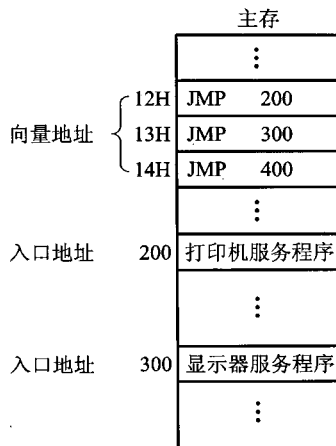 主存
⋮
12H JMP 200
向量地址 13H JMP 300
14H JMP 400
⋮
入口地址 200 打印机服务程序
⋮
入口地址 300 显示器服务程序
⋮